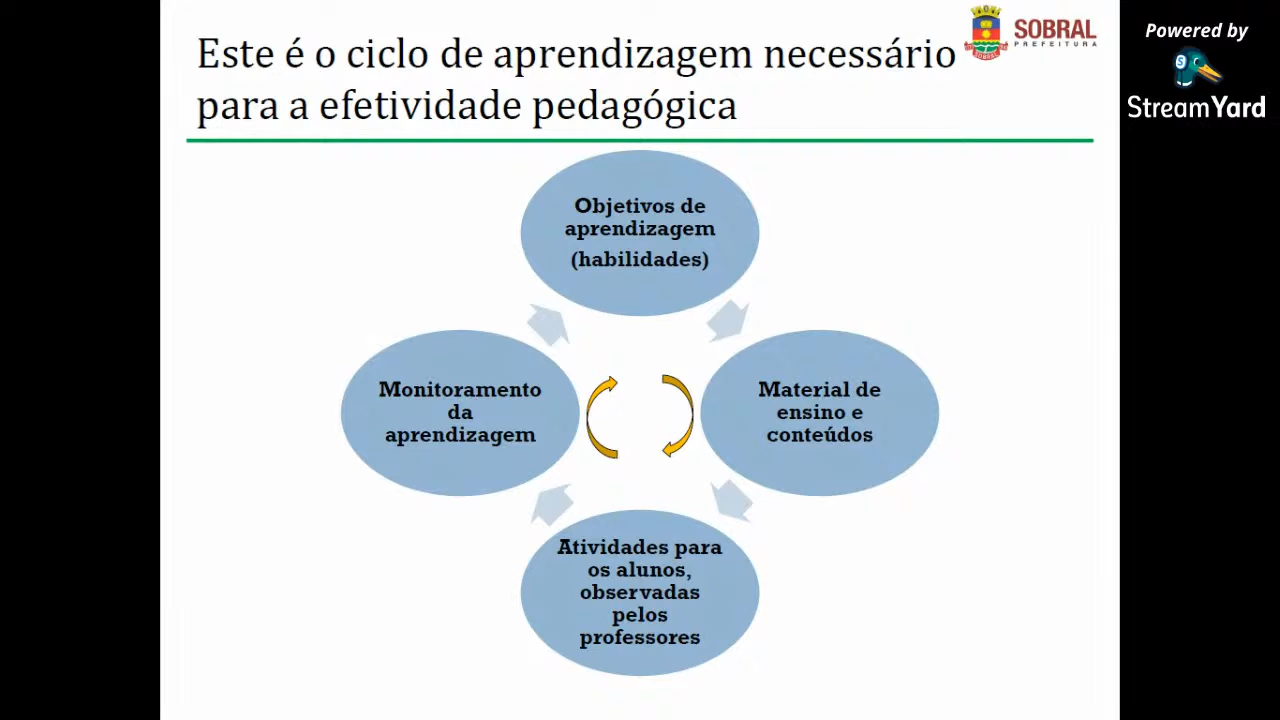 Este é o ciclo de aprendizagem necessário
para a efetividade pedagógica
SOBRAL
PREFEITURA
SOBRAL
Powered by
S
StreamYard
Objetivos de
aprendizagem
(habilidades)
Monitoramento
da
aprendizagem
Material de
ensino e
conteúdos
Atividades para
os alunos,
observadas
pelos
professores